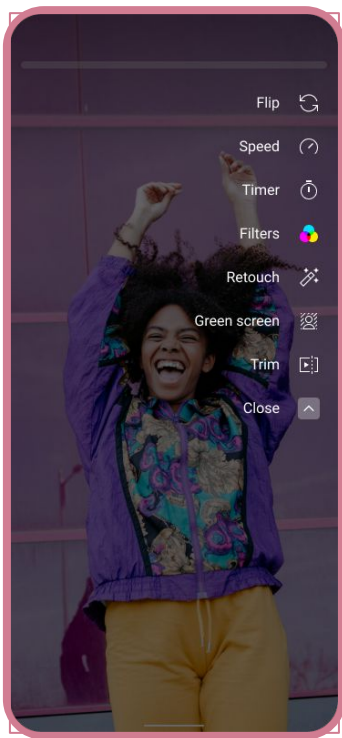 Flip
Speed
Timer
Filters
Retouch
Green screen
Trim
Close